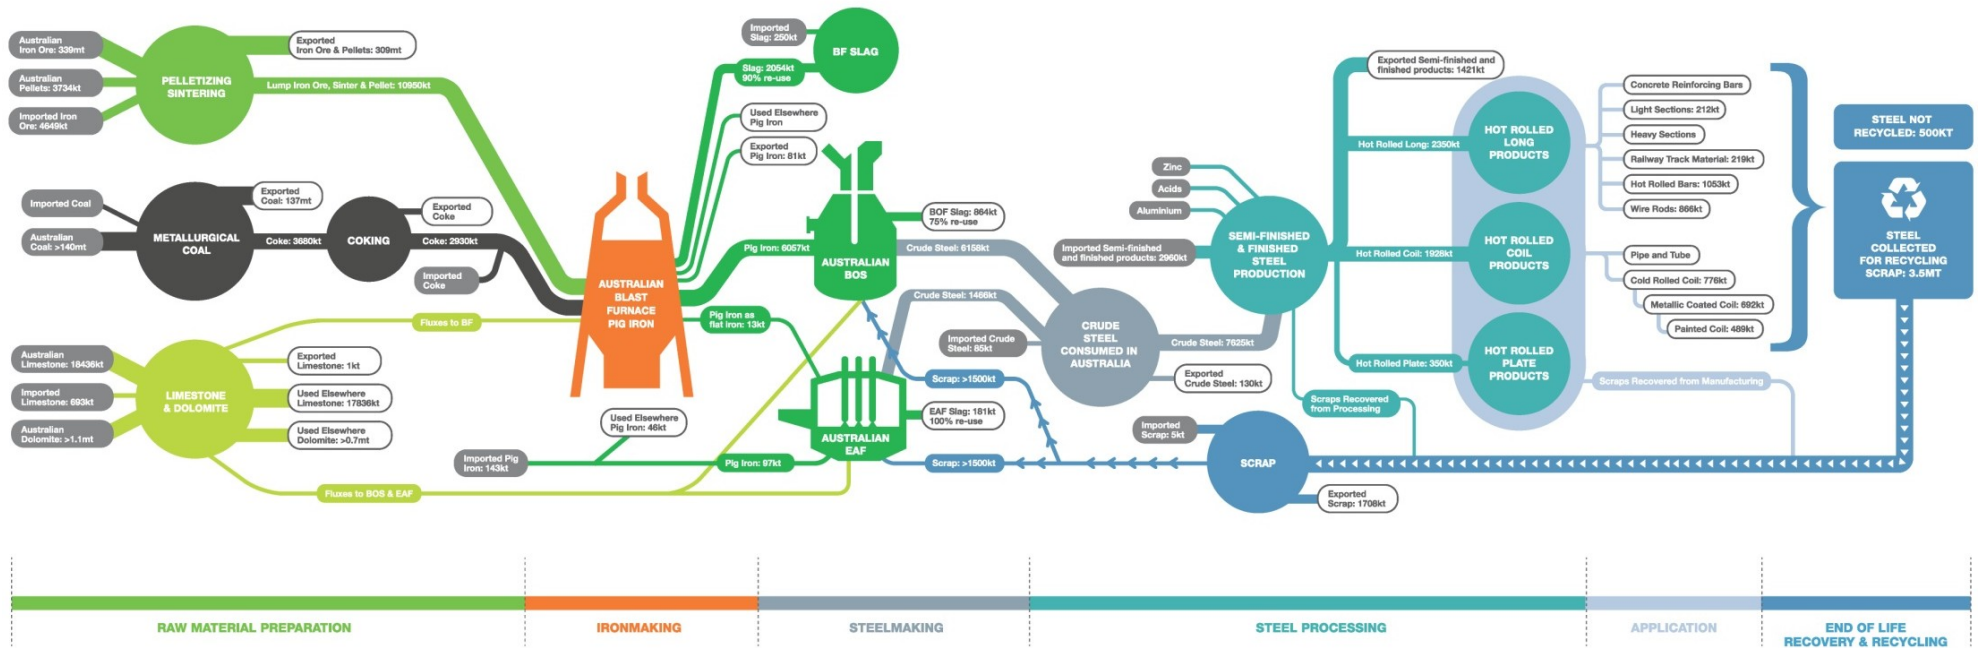 Australian
Iron Ore: 339mt
Australian
Pellets: 3734mt
Imported Iron
Ore: 4649kt
PELLETIZING
SINTERING
Exported
Iron Ore & Pellets: 309mt
Lump Iron Ore, Sinter & Pellet: 10950kt
Imported Coal
Australian
Coal: >140mt
METALLURGICAL
COAL
Exported
Coal: 137mt
Coke: 3680kt
COKING
Exported
Coke
Coke: 2930kt
Imported
Coke
Fluxes to BF
Australian
Limestone: 18436kt
Imported
Limestone: 693kt
Australian
Dolomite: >1.1mt
LIMESTONE
& DOLOMITE
Exported
Limestone: 1kt
Used Elsewhere
Limestone: 17836kt
Used Elsewhere
Dolomite: >0.7mt
Fluxes to BOS & EAF
AUSTRALIAN
BLAST
FURNACE
PIG IRON
Imported
Slag: 250kt
BF SLAG
Slag: 2054kt
90% re-use
Used Elsewhere
Pig Iron
Exported
Pig Iron: 81kt
Pig Iron: 6057kt
Pig Iron as
flat iron: 13kt
Used Elsewhere
Pig Iron: 46kt
Imported Pig
Iron: 143kt
Pig Iron: 97kt
AUSTRALIAN
BOS
BOF Slag: 864kt
75% re-use
Crude Steel: 6158kt
Crude Steel: 1466kt
AUSTRALIAN
EAF
EAF Slag: 181kt
100% re-use
Scrap: >1500kt
Scrap: >1500kt
Imported Crude
Steel: 85kt
CRUDE
STEEL
CONSUMED IN
AUSTRALIA
Crude Steel: 7625kt
Exported
Crude Steel: 130kt
Zinc
Acids
Aluminium
Imported Semi-finished
and finished products: 2960kt
SEMI-FINISHED
& FINISHED
STEEL
PRODUCTION
Exported Semi-finished and
finished products: 1421kt
Hot Rolled Long: 2350kt
Hot Rolled Coil: 1928kt
Hot Rolled Plate: 350kt
HOT ROLLED
LONG
PRODUCTS
HOT ROLLED
COIL
PRODUCTS
HOT ROLLED
PLATE
PRODUCTS
Concrete Reinforcing Bars
Light Sections: 212kt
Heavy Sections
Railway Track Material: 219kt
Hot Rolled Bars: 1053kt
Wire Rods: 866kt
Pipe and Tube
Cold Rolled Coil: 776kt
Metallic Coated Coil: 692kt
Painted Coil: 489kt
Scraps Recovered from Manufacturing
Scraps Recovered
from Processing
Imported
Scrap: 5kt
SCRAP
Exported
Scrap: 1708kt
STEEL NOT
RECYCLED: 500KT
STEEL
COLLECTED
FOR RECYCLING
SCRAP: 3.5MT
RAW MATERIAL PREPARATION
IRONMAKING
STEELMAKING
STEEL PROCESSING
APPLICATION
END OF LIFE
RECOVERY & RECYCLING